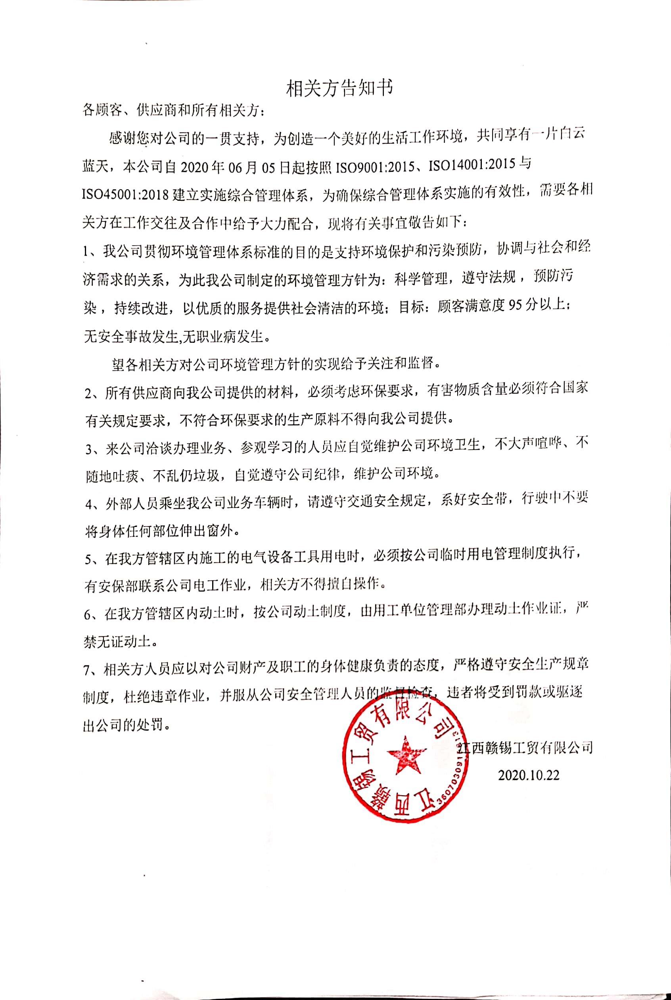 相关方告知书
各顾客、供应商和所有相关方：
感谢您对公司的一贯支持，为创造一个美好的生活工作环境，共同享有一片白云
蓝天，本公司自 2020 年 06 月 05 日起按照 ISO9001:2015、ISO14001:2015 与
ISO45001:2018 建立实施综合管理体系，为确保综合管理体系实施的有效性，需要各相
关方在工作交往及合作中给予大力配合，现将有关事宜敬告如下：
1、我公司贯彻环境管理体系标准的目的是支持环境保护和污染预防，协调与社会和经
济需求的关系，为此我公司制定的环境管理方针为：科学管理，遵守法规，预防污
染，持续改进，以优质的服务提供社会清洁的环境；目标：顾客满意度 95 分以上；
无安全事故发生,无职业病发生。
望各相关方对公司环境管理方针的实现给予关注和监督。
2、所有供应商向我公司提供的材料，必须考虑环保要求，有害物质含量必须符合国家
有关规定要求，不符合环保要求的生产原料不得向我公司提供。
3、来公司洽谈办理业务、参观学习的人员应自觉维护公司环境卫生，不大声喧哗、不
随地吐痰、不乱仍垃圾，自觉遵守公司纪律，维护公司环境。
4、外部人员乘坐我公司业务车辆时，请遵守交通安全规定，系好安全带，行驶中不要
将身体任何部位伸出窗外。
5、在我方管辖区内施工的电气设备工具用电时，必须按公司临时用电管理制度执行，
有安保部联系公司电工作业，相关方不得擅自操作。
6、在我方管辖区内动土时，按公司动土制度，由用工单位管理部办理动土作业证，严
禁无证动土。
7、相关方人员应以对公司财产及职工的身体健康负责的态度，严格遵守安全生产规章
制度，杜绝违章作业，并服从公司安全管理人员的监督检查，违者将受到罚款或驱逐
出公司的处罚。
江西赣锡工贸有限公司
江西赣锡工贸有限公司
2020.10.22